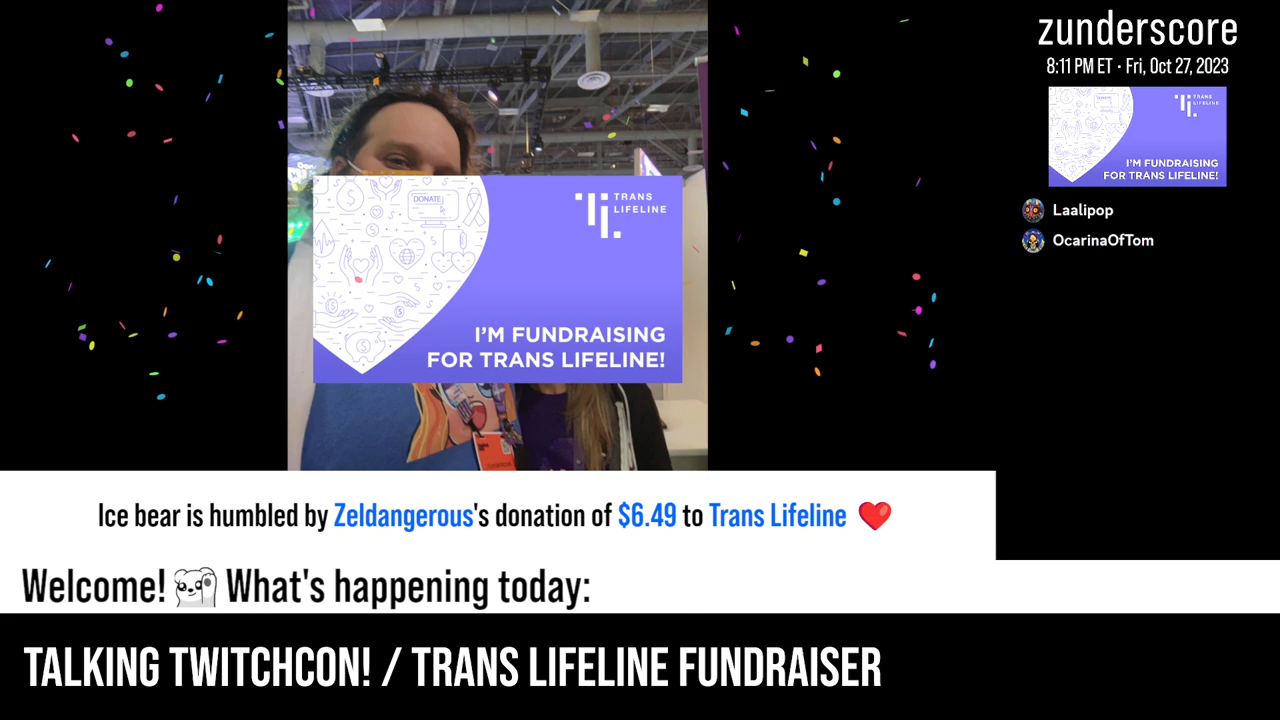 zunderscore
8:11 PM ET · Fri, Oct 27, 2023
TRANS
LIFELINE
I'M FUNDRAISING
FOR TRANS LIFELINE!
Laalipop
OcarinaOfTom
DONATE
TRANS
LIFELINE
I'M FUNDRAISING
FOR TRANS LIFELINE!
Ice bear is humbled by Zeldangerous's donation of $6.49 to Trans Lifeline ❤️
Welcome! What's happening today:
TALKING TWITCHCON! / TRANS LIFELINE FUNDRAISER